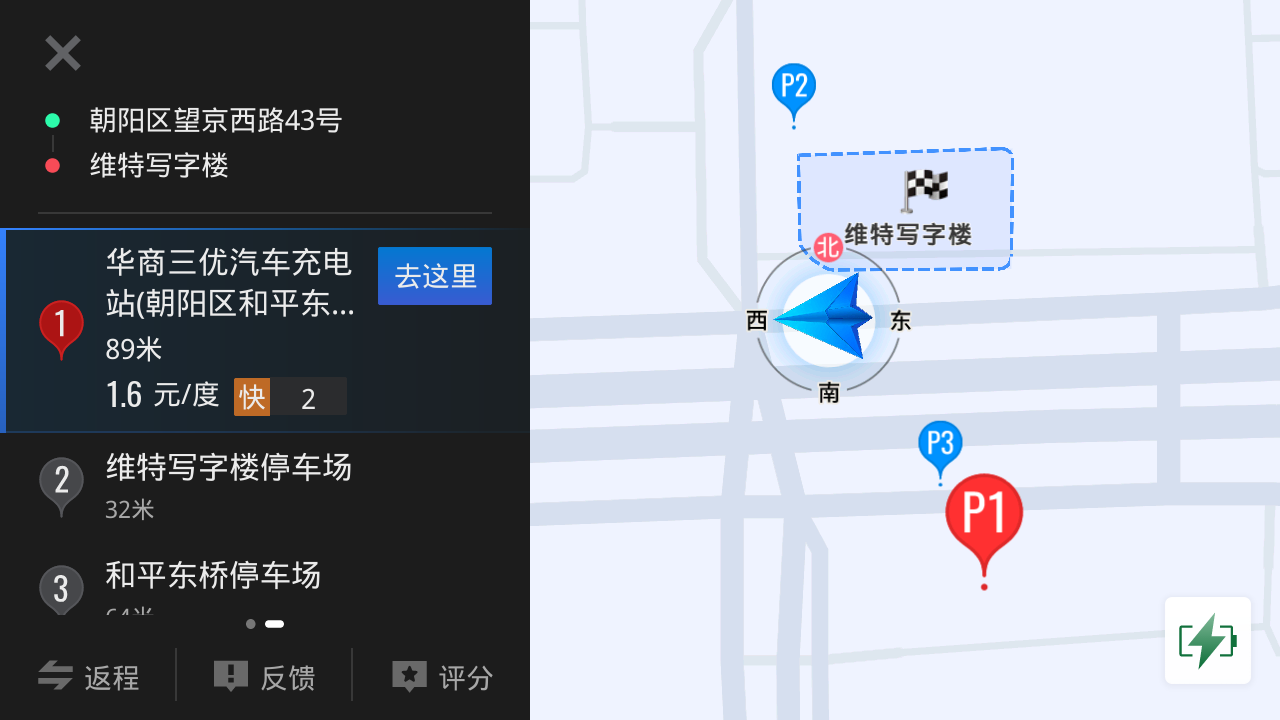 朝阳区望京西路43号
维特写字楼
华商三优汽车充电
站(朝阳区和平东...
去这里
1
89米
1.6 元/度 快 2
2
维特写字楼停车场
32米
3
和平东桥停车场
64米
返程
反馈
评分
P2
维特写字楼
北
西
东
南
P3
P1